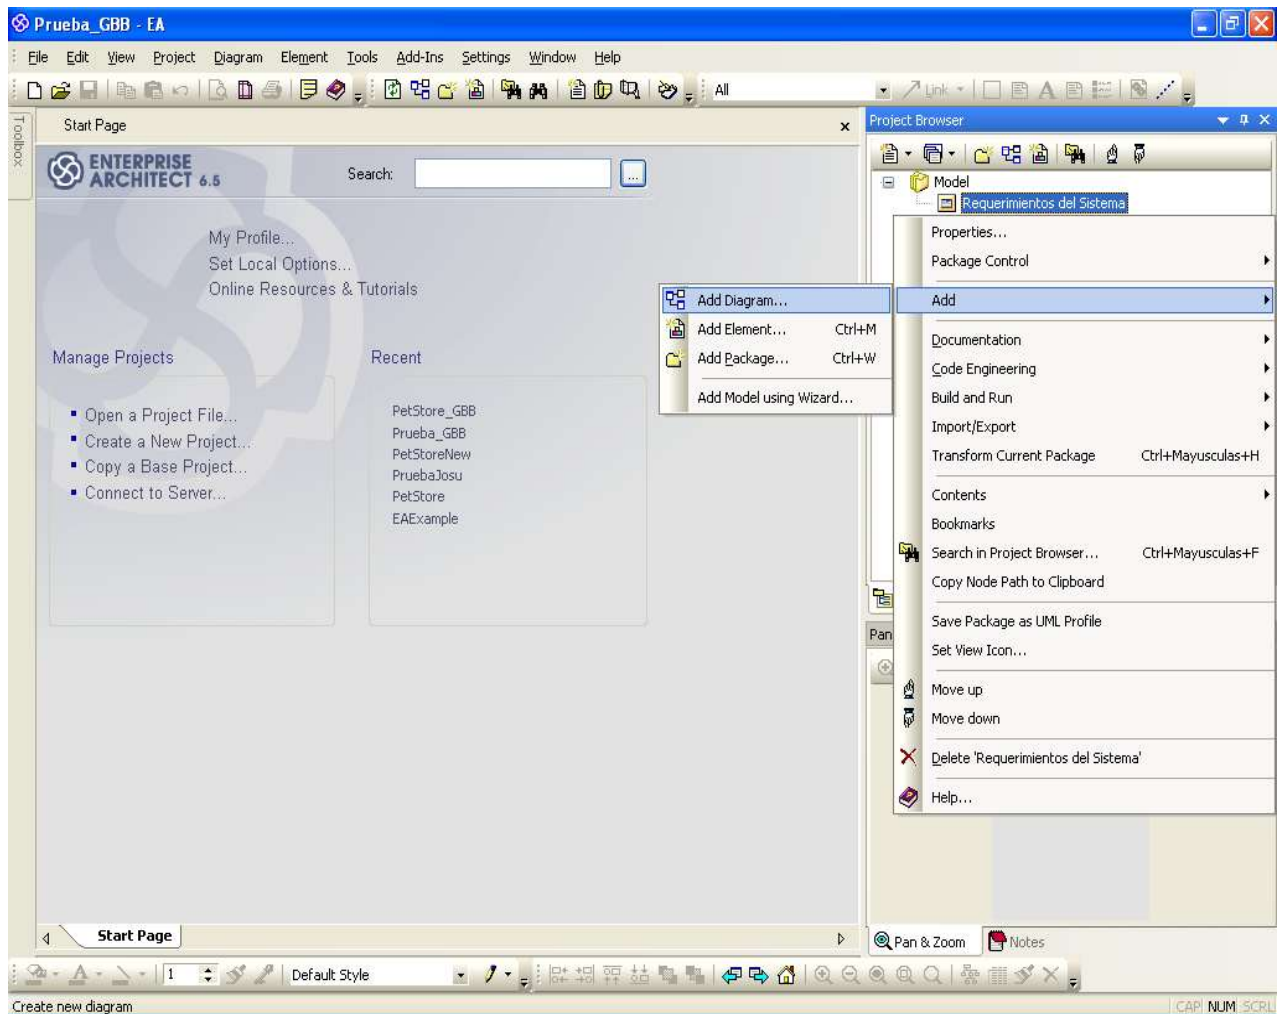 Prueba_GBB - EA
File Edit View Project Diagram Element Tools Add-Ins Settings Window Help
All
Link
Toolbox
Start Page
Project Browser
ENTERPRISE
ARCHITECT 6.5
Search:
...
Model
Requerimientos del Sistema
My Profile...
Set Local Options...
Online Resources & Tutorials
Manage Projects
Open a Project File...
Create a New Project...
Copy a Base Project...
Connect to Server...
Recent
PetStore_GBB
Prueba_GBB
PetStoreNew
PruebaJosu
PetStore
EAExample
Add Diagram...
Add Element... Ctrl+M
Add Package... Ctrl+W
Add Model using Wizard...
Properties...
Package Control
Add
Documentation
Code Engineering
Build and Run
Import/Export
Transform Current Package Ctrl+Mayusculas+H
Contents
Bookmarks
Search in Project Browser... Ctrl+Mayusculas+F
Copy Node Path to Clipboard
Save Package as UML Profile
Set View Icon...
Move up
Move down
Delete 'Requerimientos del Sistema'
Help...
Pan
Start Page
Pan & Zoom
Notes
1
Default Style
Create new diagram
CAP NUM SCRL